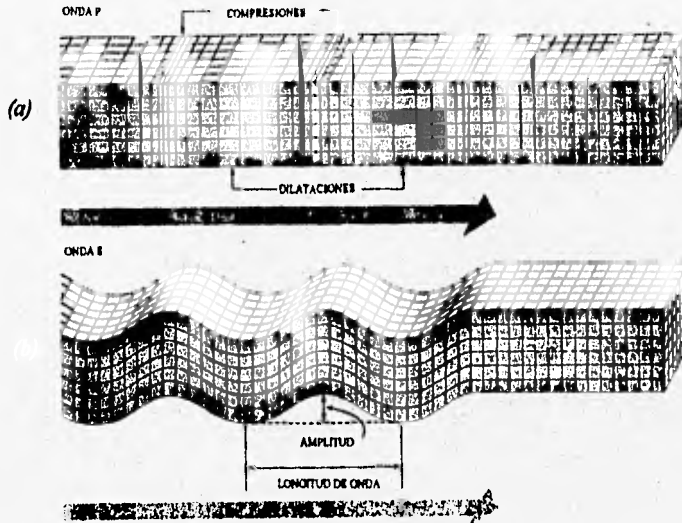 ONDA P
COMPRESIONES
(a)
DILATACIONES
ONDA S
(b)
AMPLITUD
LONGITUD DE ONDA